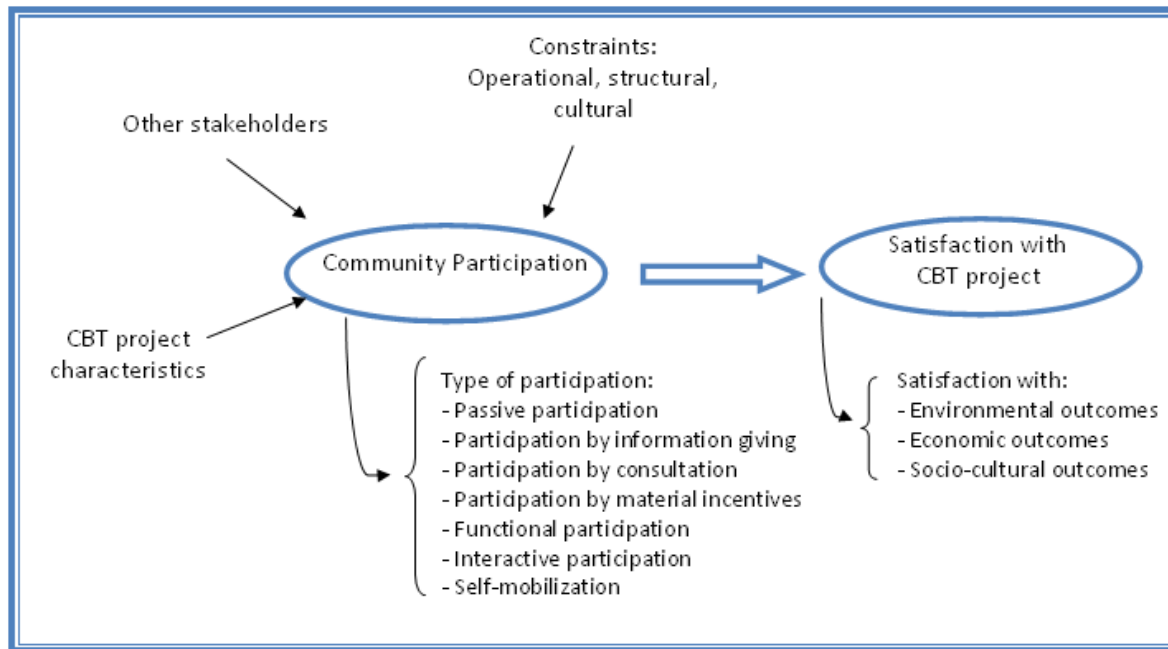 Constraints:
Operational, structural,
cultural
Other stakeholders
Community Participation
Satisfaction with
CBT project
CBT project
characteristics
Type of participation:
- Passive participation
- Participation by information giving
- Participation by consultation
- Participation by material incentives
- Functional participation
- Interactive participation
- Self-mobilization
Satisfaction with:
- Environmental outcomes
- Economic outcomes
- Socio-cultural outcomes